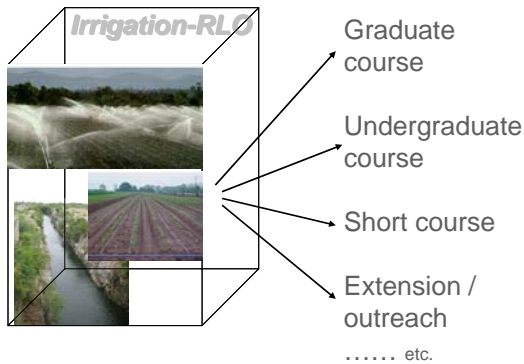 Irrigation-RLO
Graduate
course
Undergraduate
course
Short course
Extension /
outreach
…… etc.